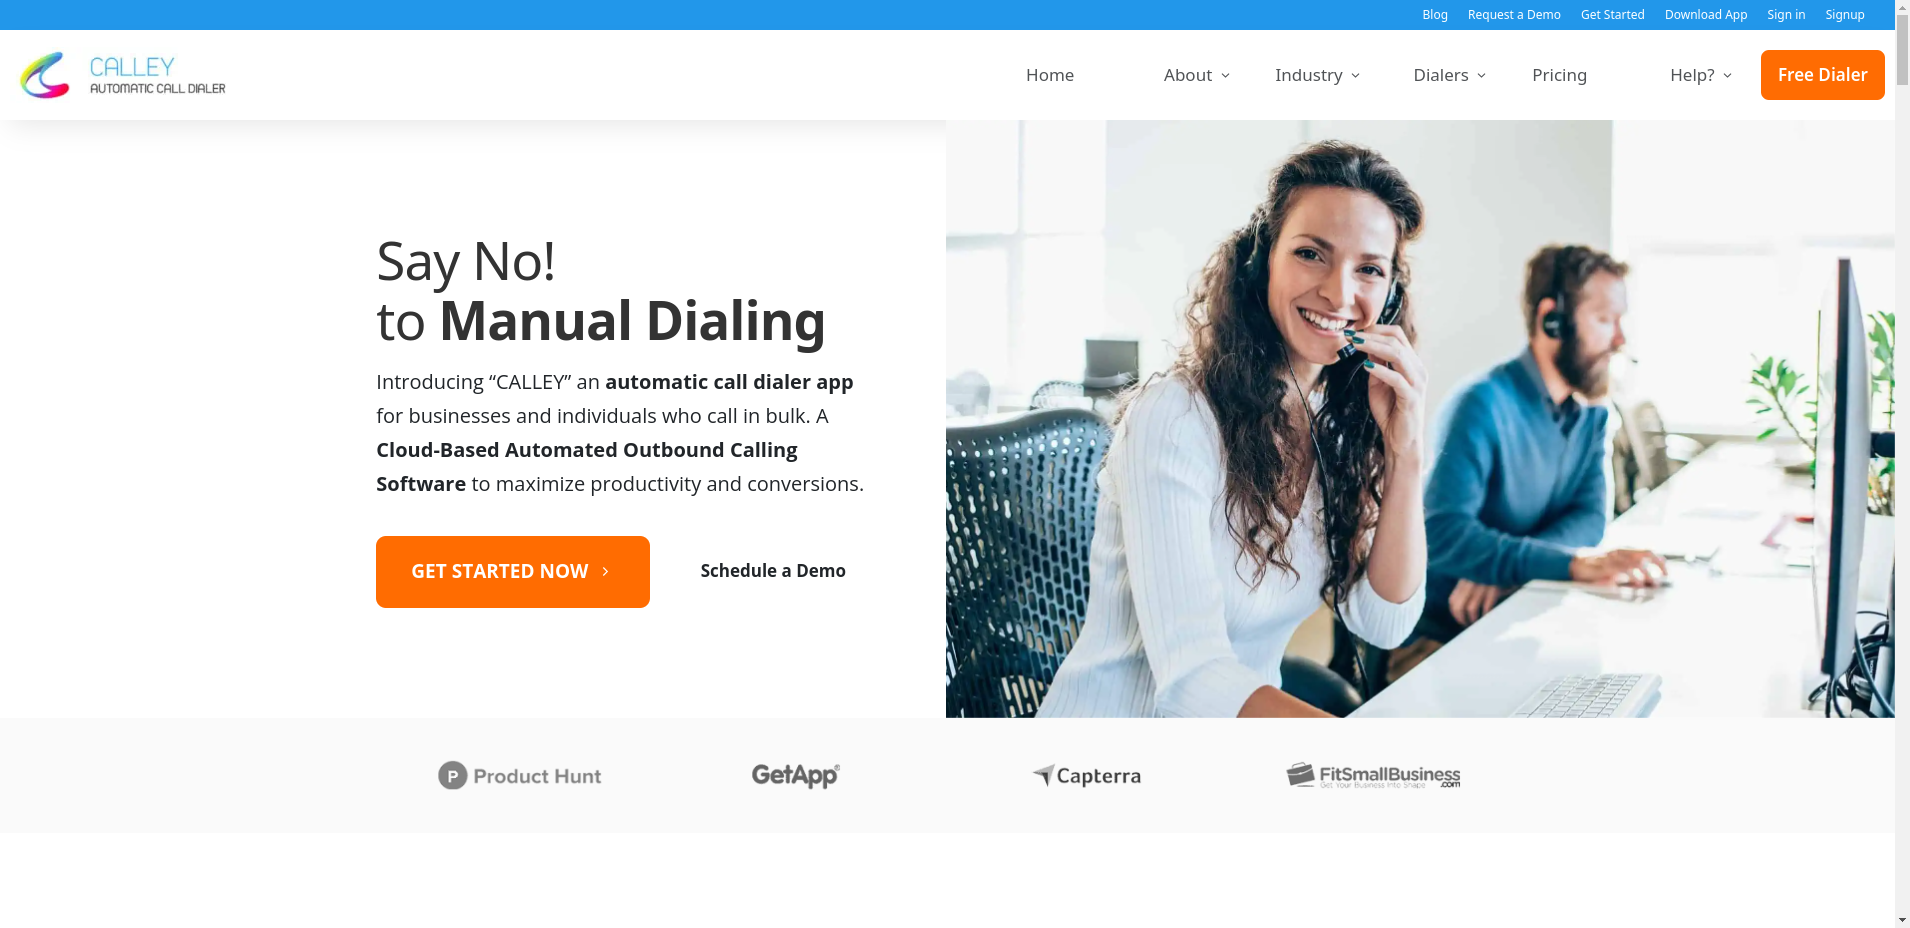 Blog Request a Demo Get Started Download App Sign in Signup
CALLEY
AUTOMATIC CALL DIALER
Home About Industry Dialers Pricing Help? Free Dialer
Say No!
to Manual Dialing
Introducing “CALLEY” an automatic call dialer app
for businesses and individuals who call in bulk. A
Cloud-Based Automated Outbound Calling
Software to maximize productivity and conversions.
GET STARTED NOW
Schedule a Demo
P Product Hunt
GetApp®
Capterra
FitSmallBusiness
Get Your Business Into Shape .com